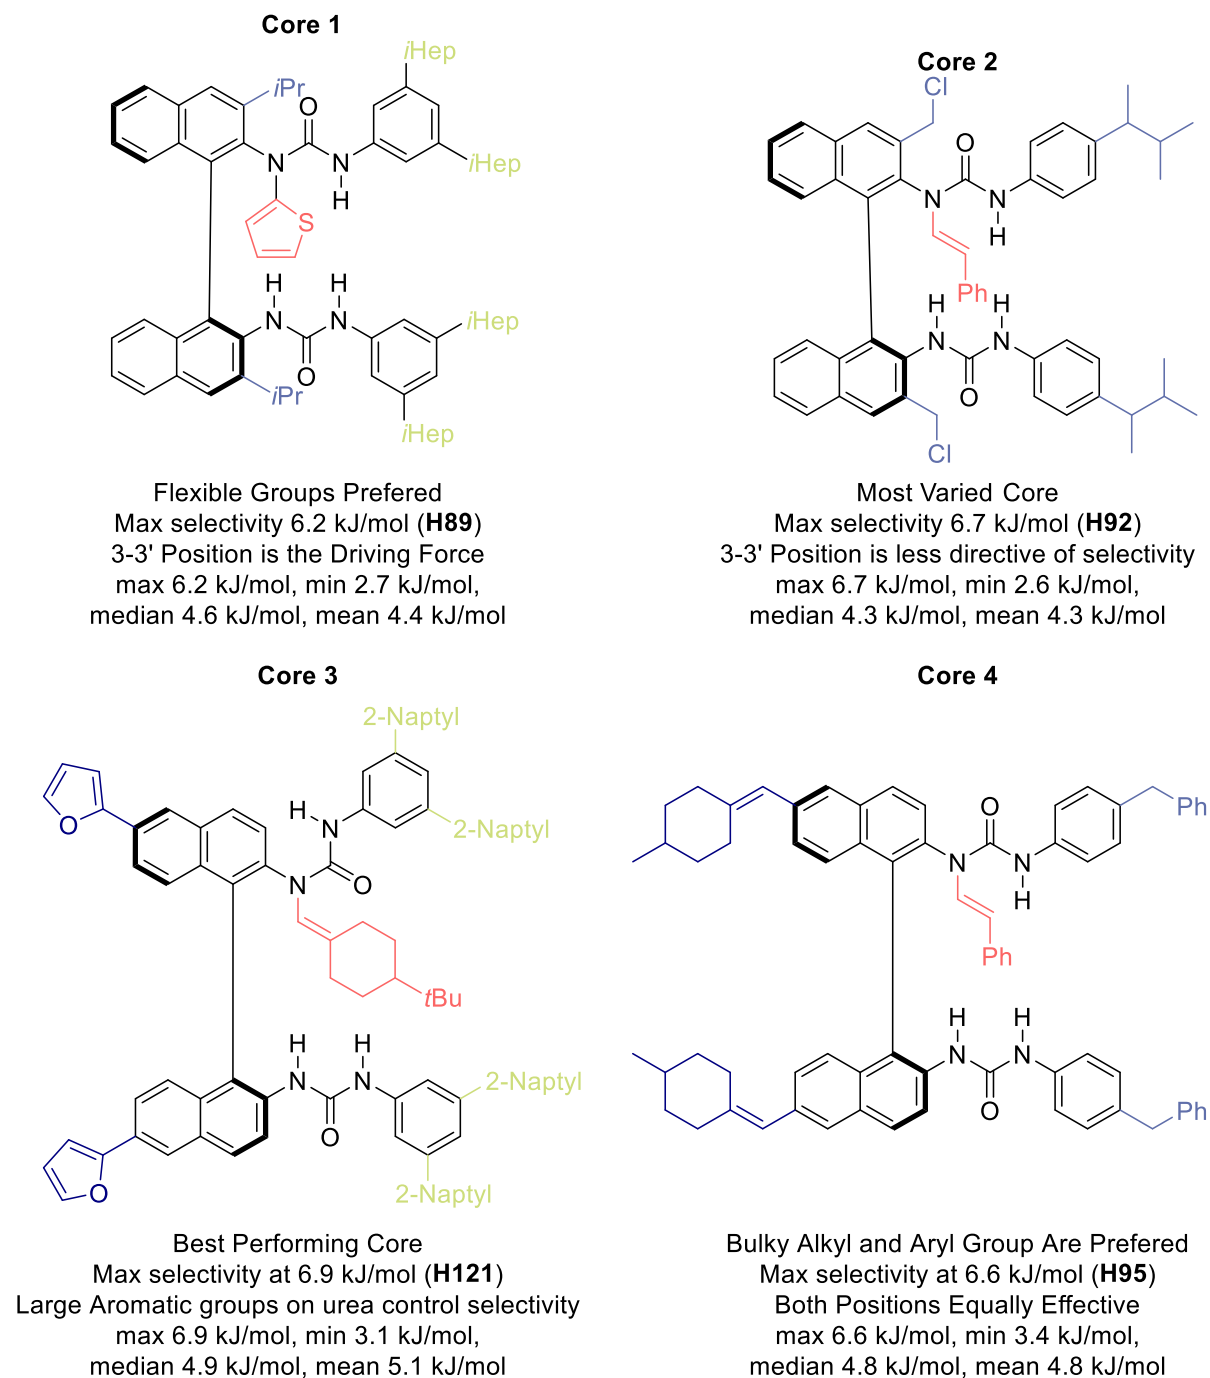 Core 1
iHep
iPr
O
N
N
H
iHep
S
H
H
N
N
iHep
O
iPr
iHep
Flexible Groups Prefered
Max selectivity 6.2 kJ/mol (H89)
3-3' Position is the Driving Force
max 6.2 kJ/mol, min 2.7 kJ/mol,
median 4.6 kJ/mol, mean 4.4 kJ/mol
Core 2
Cl
O
N
N
H
Ph
H
H
N
N
O
Cl
Most Varied Core
Max selectivity 6.7 kJ/mol (H92)
3-3' Position is less directive of selectivity
max 6.7 kJ/mol, min 2.6 kJ/mol,
median 4.3 kJ/mol, mean 4.3 kJ/mol
Core 3
2-Naptyl
O
H
N
2-Naptyl
N
O
tBu
H
H
N
N
2-Naptyl
O
O
2-Naptyl
Best Performing Core
Max selectivity at 6.9 kJ/mol (H121)
Large Aromatic groups on urea control selectivity
max 6.9 kJ/mol, min 3.1 kJ/mol,
median 4.9 kJ/mol, mean 5.1 kJ/mol
Core 4
O
Ph
N
N
H
Ph
H
H
N
N
O
Ph
Bulky Alkyl and Aryl Group Are Prefered
Max selectivity at 6.6 kJ/mol (H95)
Both Positions Equally Effective
max 6.6 kJ/mol, min 3.4 kJ/mol,
median 4.8 kJ/mol, mean 4.8 kJ/mol